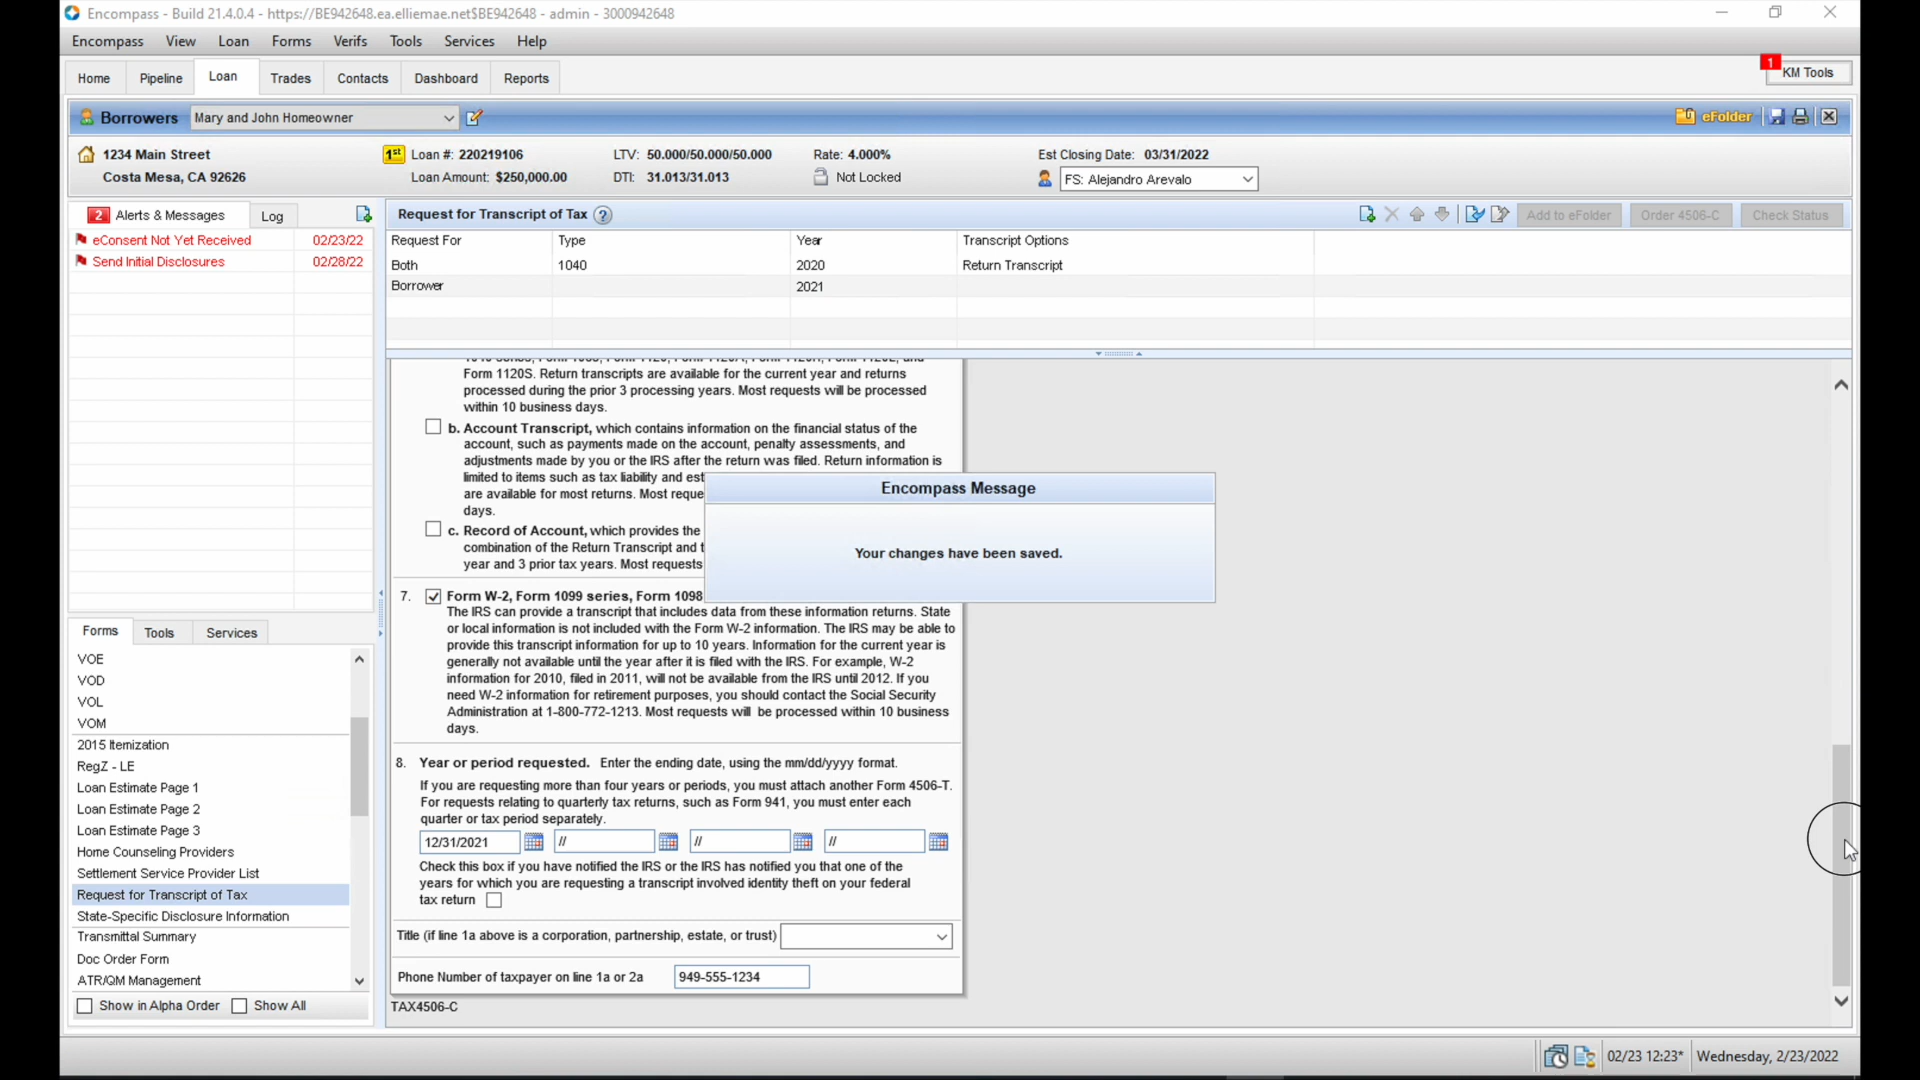 Encompass - Build 21.4.0.4 - https://BE942648.ea.elliemae.net$BE942648 - admin - 3000942648
Encompass View Loan Forms Verifs Tools Services Help
Home Pipeline Loan Trades Contacts Dashboard Reports
1 KM Tools
Borrowers Mary and John Homeowner eFolder
1234 Main Street 1st Loan #: 220219106 LTV: 50.000/50.000/50.000 Rate: 4.000% Est Closing Date: 03/31/2022
Costa Mesa, CA 92626 Loan Amount: $250,000.00 DTI: 31.013/31.013 Not Locked FS: Alejandro Arevalo
2 Alerts & Messages Log
eConsent Not Yet Received 02/23/22
Send Initial Disclosures 02/28/22
Request for Transcript of Tax ? Add to eFolder Order 4506-C Check Status
Request For Type Year Transcript Options
Both 1040 2020 Return Transcript
Borrower 2021
Form 1120S. Return transcripts are available for the current year and returns
processed during the prior 3 processing years. Most requests will be processed
within 10 business days.
b. Account Transcript, which contains information on the financial status of the
account, such as payments made on the account, penalty assessments, and
adjustments made by you or the IRS after the return was filed. Return information is
limited to items such as tax liability and est
are available for most returns. Most reque
days.
c. Record of Account, which provides the
combination of the Return Transcript and t
year and 3 prior tax years. Most requests
Encompass Message
Your changes have been saved.
7. Form W-2, Form 1099 series, Form 1098
The IRS can provide a transcript that includes data from these information returns. State
or local information is not included with the Form W-2 information. The IRS may be able to
provide this transcript information for up to 10 years. Information for the current year is
generally not available until the year after it is filed with the IRS. For example, W-2
information for 2010, filed in 2011, will not be available from the IRS until 2012. If you
need W-2 information for retirement purposes, you should contact the Social Security
Administration at 1-800-772-1213. Most requests will be processed within 10 business
days.
8. Year or period requested. Enter the ending date, using the mm/dd/yyyy format.
If you are requesting more than four years or periods, you must attach another Form 4506-T.
For requests relating to quarterly tax returns, such as Form 941, you must enter each
quarter or tax period separately.
12/31/2021 // // //
Check this box if you have notified the IRS or the IRS has notified you that one of the
years for which you are requesting a transcript involved identity theft on your federal
tax return
Title (if line 1a above is a corporation, partnership, estate, or trust)
Phone Number of taxpayer on line 1a or 2a 949-555-1234
TAX4506-C
Forms Tools Services
VOE
VOD
VOL
VOM
2015 Itemization
RegZ - LE
Loan Estimate Page 1
Loan Estimate Page 2
Loan Estimate Page 3
Home Counseling Providers
Settlement Service Provider List
Request for Transcript of Tax
State-Specific Disclosure Information
Transmittal Summary
Doc Order Form
ATR/QM Management
Show in Alpha Order Show All
02/23 12:23* Wednesday, 2/23/2022